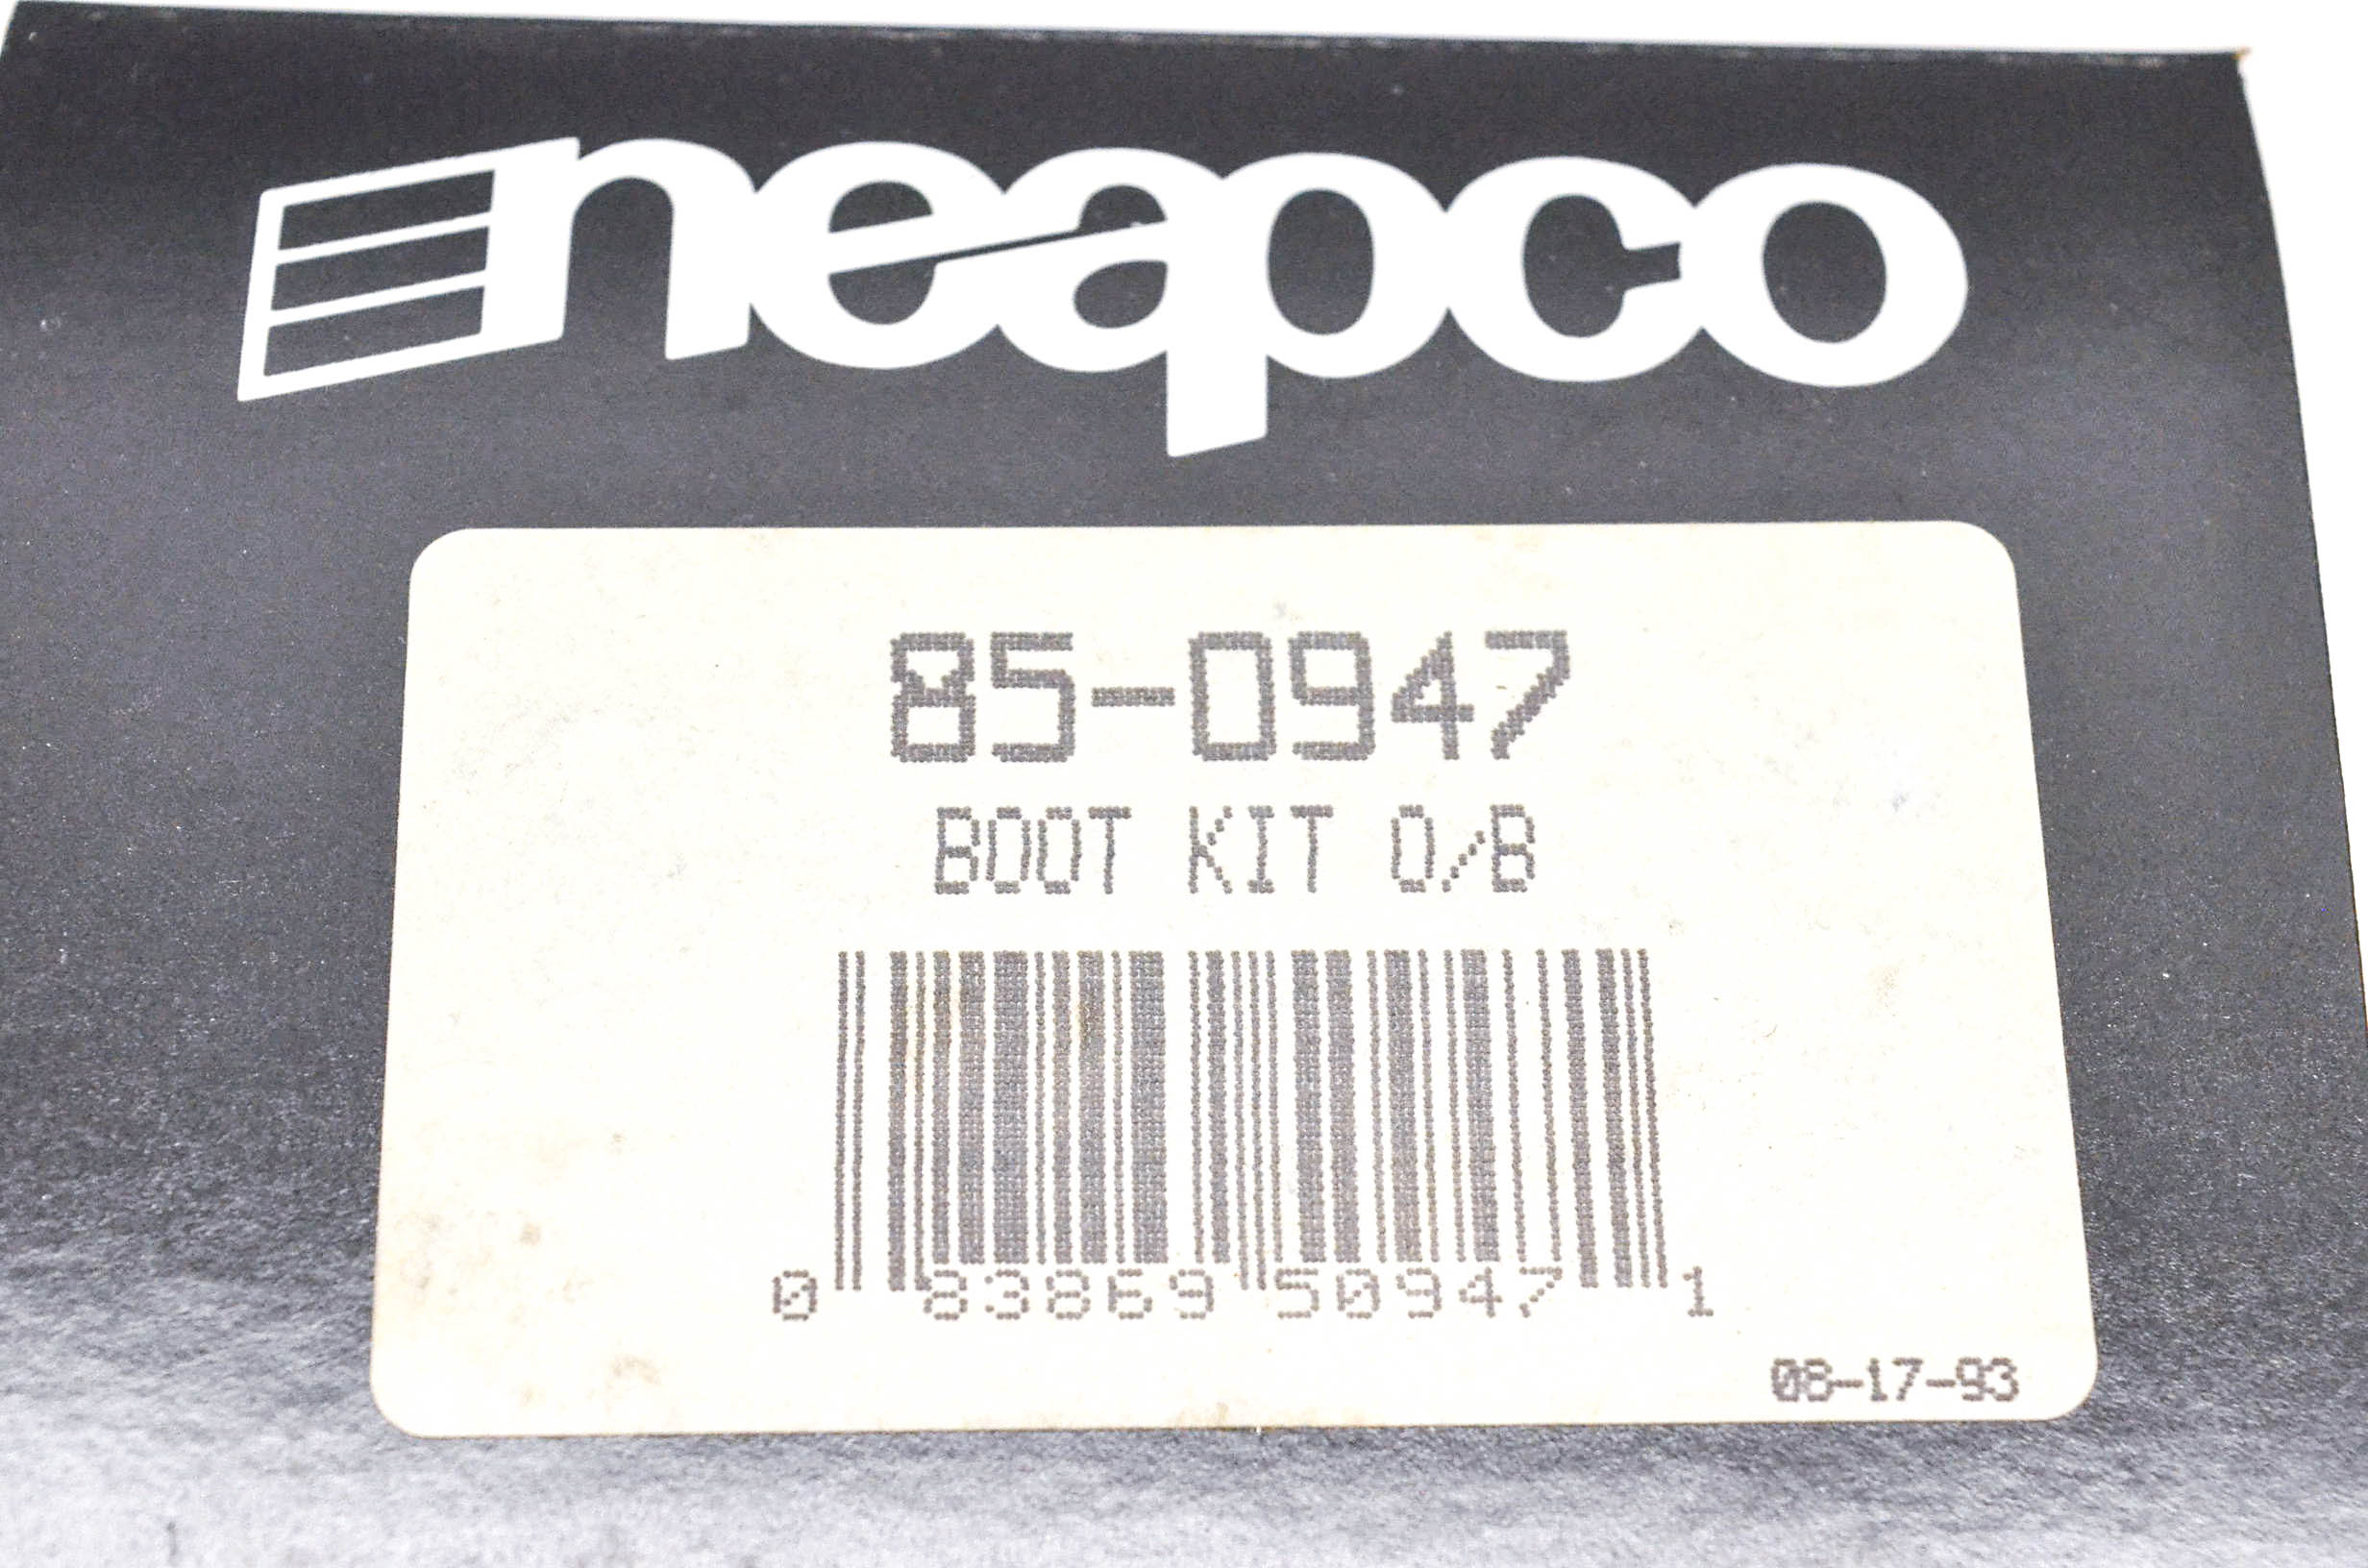 neapco
85-0947
BOOT KIT O/B
0 83869 50947 1
08-17-93